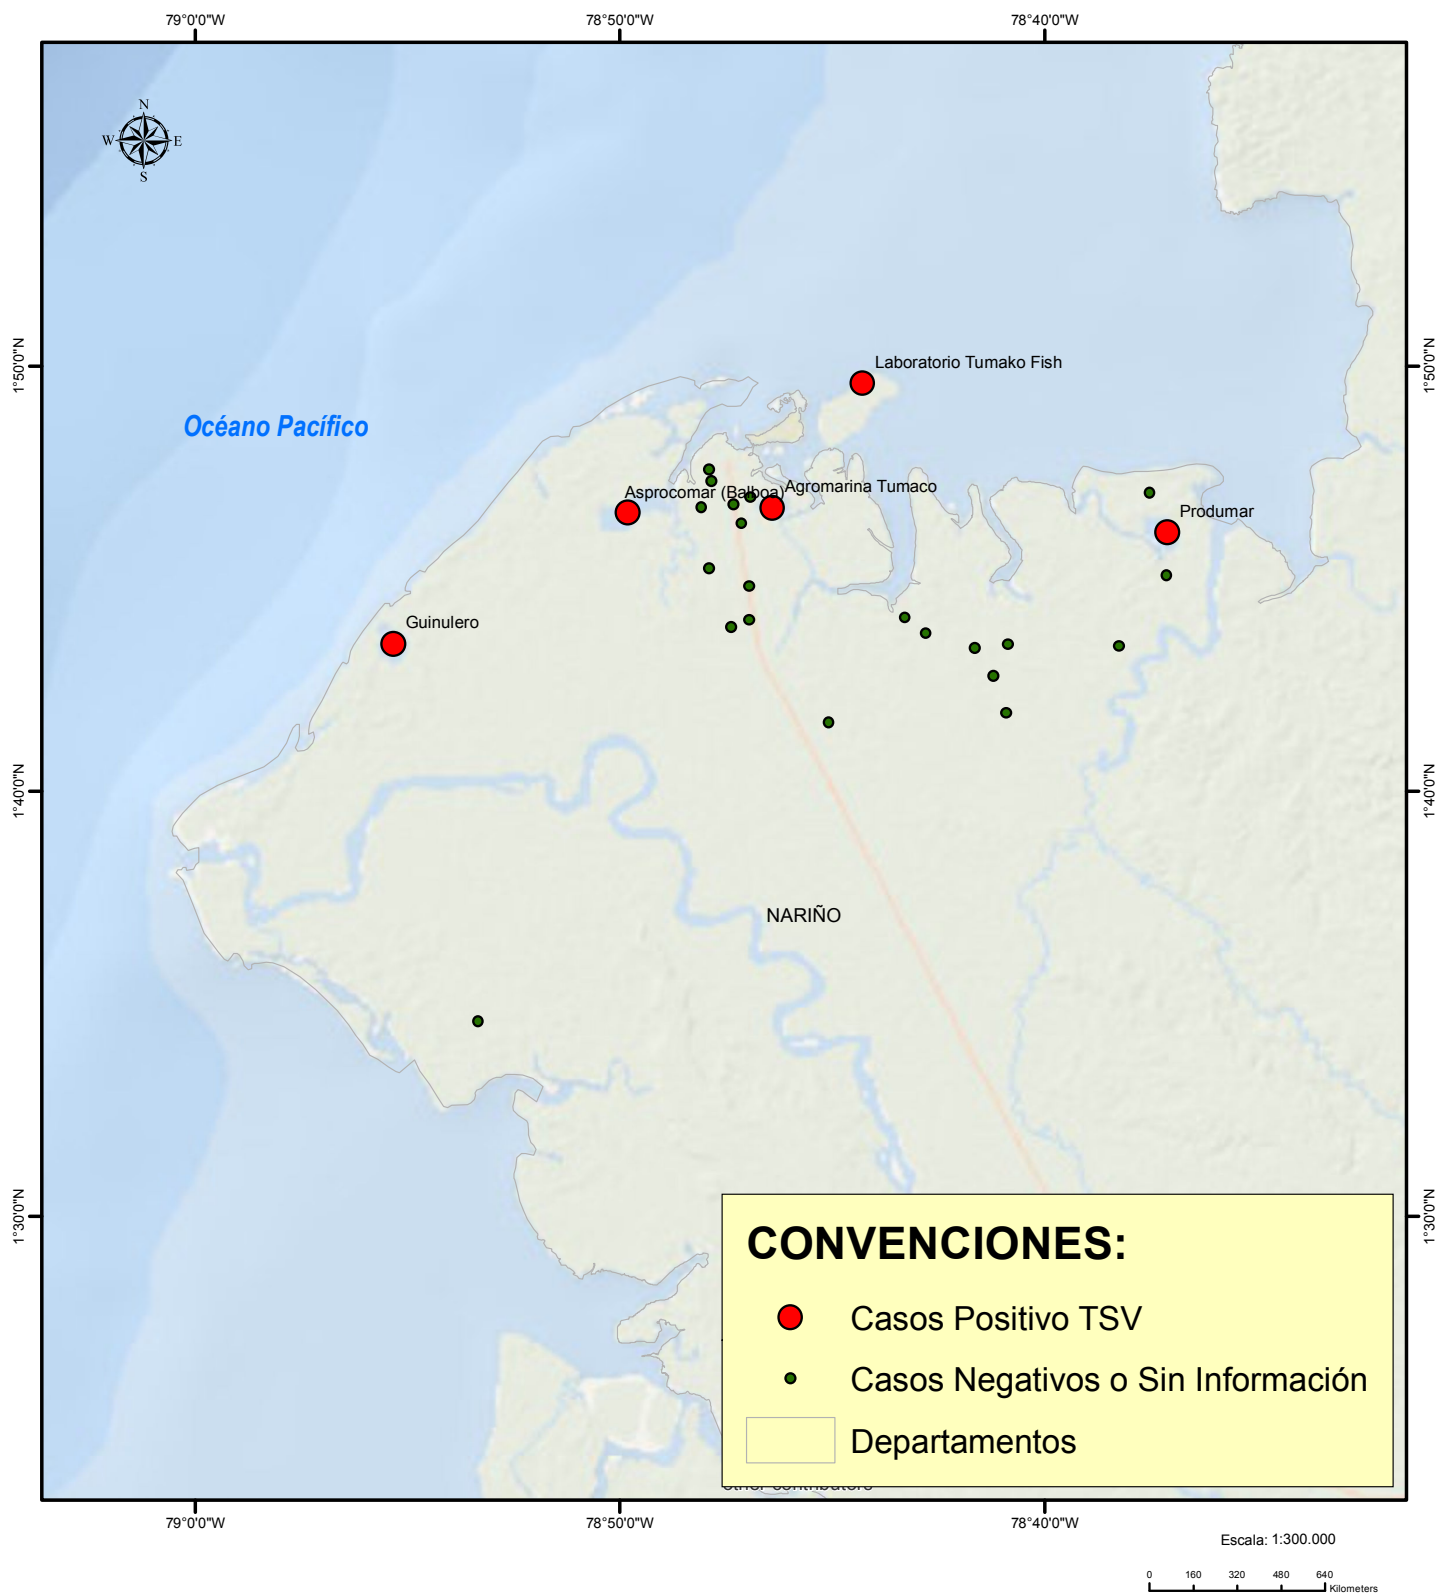 79°0'0"W
78°50'0"W
78°40'0"W
N
W
E
S
1°50'0"N
1°50'0"N
Laboratorio Tumako Fish
Océano Pacífico
Asprocomar (Balboa)
Agromarina Tumaco
Produmar
Guinulero
1°40'0"N
1°40'0"N
NARIÑO
1°30'0"N
1°30'0"N
CONVENCIONES:
Casos Positivo TSV
Casos Negativos o Sin Información
Departamentos
other contributors
79°0'0"W
78°50'0"W
78°40'0"W
Escala: 1:300.000
0 160 320 480 640
Kilometers